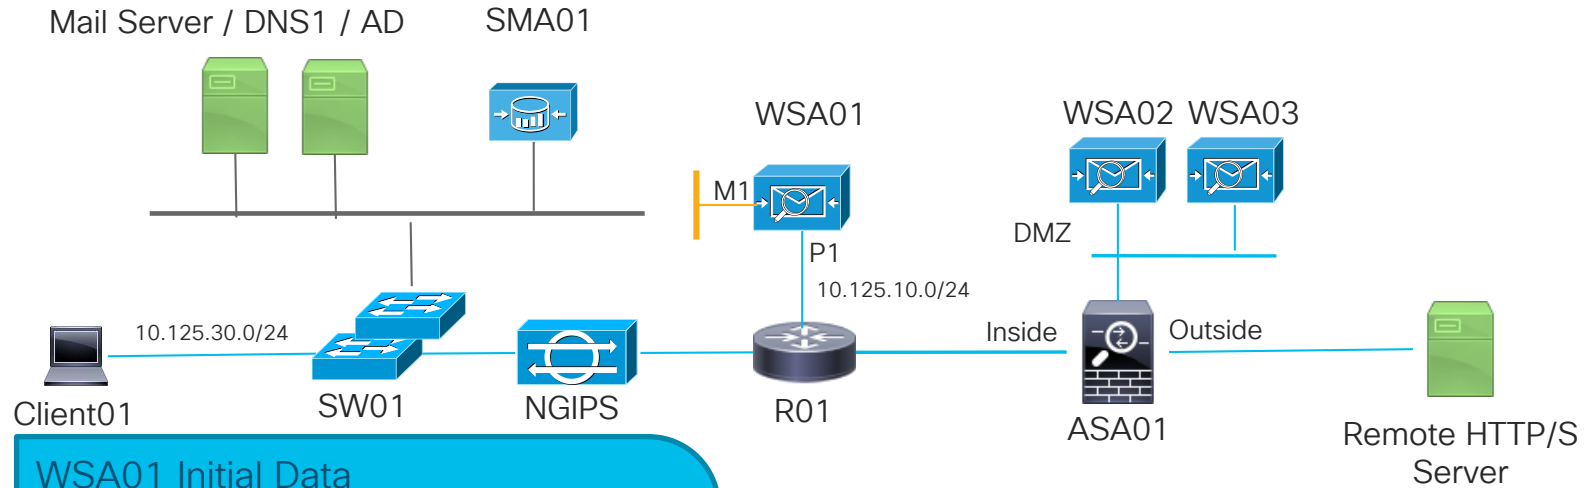 Mail Server / DNS1 / AD
SMA01
WSA01
WSA02
WSA03
M1
P1
DMZ
10.125.10.0/24
10.125.30.0/24
Inside
Outside
Client01
SW01
NGIPS
R01
ASA01
Remote HTTP/S
Server
WSA01 Initial Data